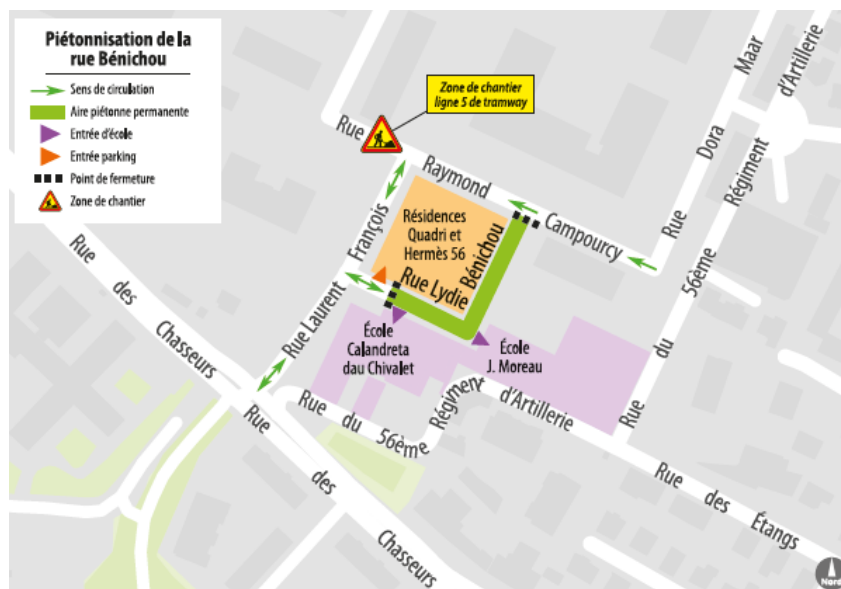 Piétonnisation de la
rue Bénichou
Sens de circulation
Aire piétonne permanente
Entrée d'école
Entrée parking
Point de fermeture
Zone de chantier
Zone de chantier
ligne 5 de tramway
Rue Raymond Campourcy
Rue Dora Maar
Rue du 56ème Régiment d'Artillerie
Rue Laurent François
Résidences
Quadri et
Hermès 56
Rue Lydie Bénichou
École
Calandreta
dau Chivalet
École
J. Moreau
Rue des Chasseurs
Rue du 56ème Régiment d'Artillerie
Rue des Chasseurs
Rue des Étangs
Nord